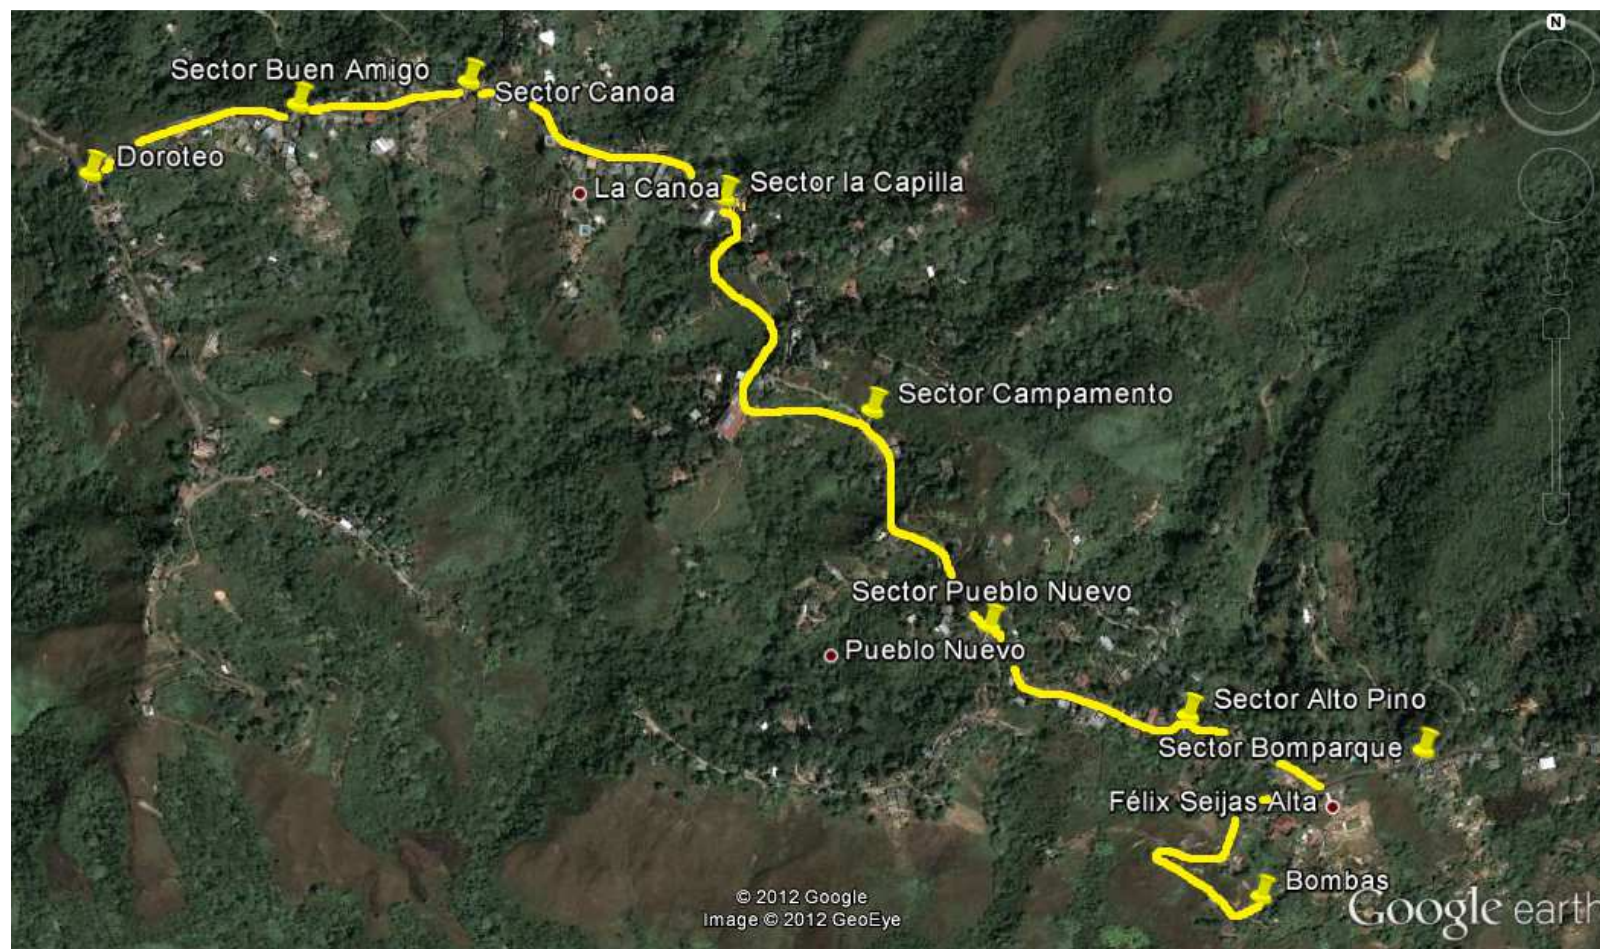 N
Sector Buen Amigo
Sector Canoa
Doroteo
La Canoa
Sector la Capilla
Sector Campamento
Sector Pueblo Nuevo
Pueblo Nuevo
Sector Alto Pino
Sector Bomparque
Félix Seijas Alta
Bombas
© 2012 Google
Image © 2012 GeoEye
Google earth